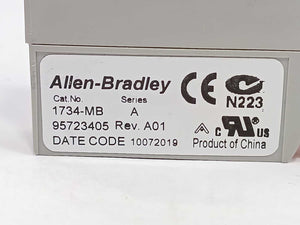 Allen-Bradley
Cat.No. Series
1734-MB A
95723405 Rev. A01
DATE CODE 10072019
CE
N223
C UL US
Product of China